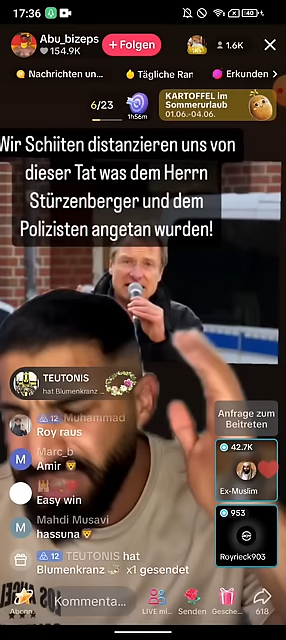 17:36
40
Abu_bizeps
154.9K
+ Folgen
1.6K
Nachrichten un...
Tägliche Ran
Erkunden >
6/23
1h56m
KARTOFFEL im
Sommerurlaub
01.06.-04.06.
Wir Schiiten distanzieren uns von
dieser Tat was dem Herrn
Stürzenberger und dem
Polizisten angetan wurden!
TEUTONIS
hat Blumenkranz ..
Anfrage zum
Beitreten
12 Muhammad
Roy raus
42.7K
Ex-Muslim
M Marc_b
Amir
Easy win
M Mahdi Musavi
hassuna
953
Royrieck903
12 TEUTONIS hat
Blumenkranz x1 gesendet
Abonn
Kommenta...
LIVE mi...
Senden
Gesche...
618